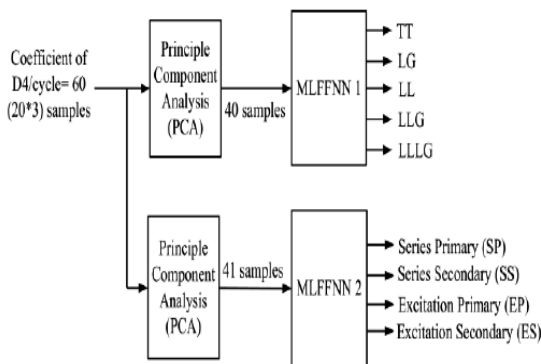 Coefficient of
D4/cycle= 60
(20*3) samples
Principle
Component
Analysis
(PCA)
40 samples
MLFFNN 1
TT
LG
LL
LLG
LLLG
Principle
Component
Analysis
(PCA)
41 samples
MLFFNN 2
Series Primary (SP)
Series Secondary (SS)
Excitation Primary (EP)
Excitation Secondary (ES)